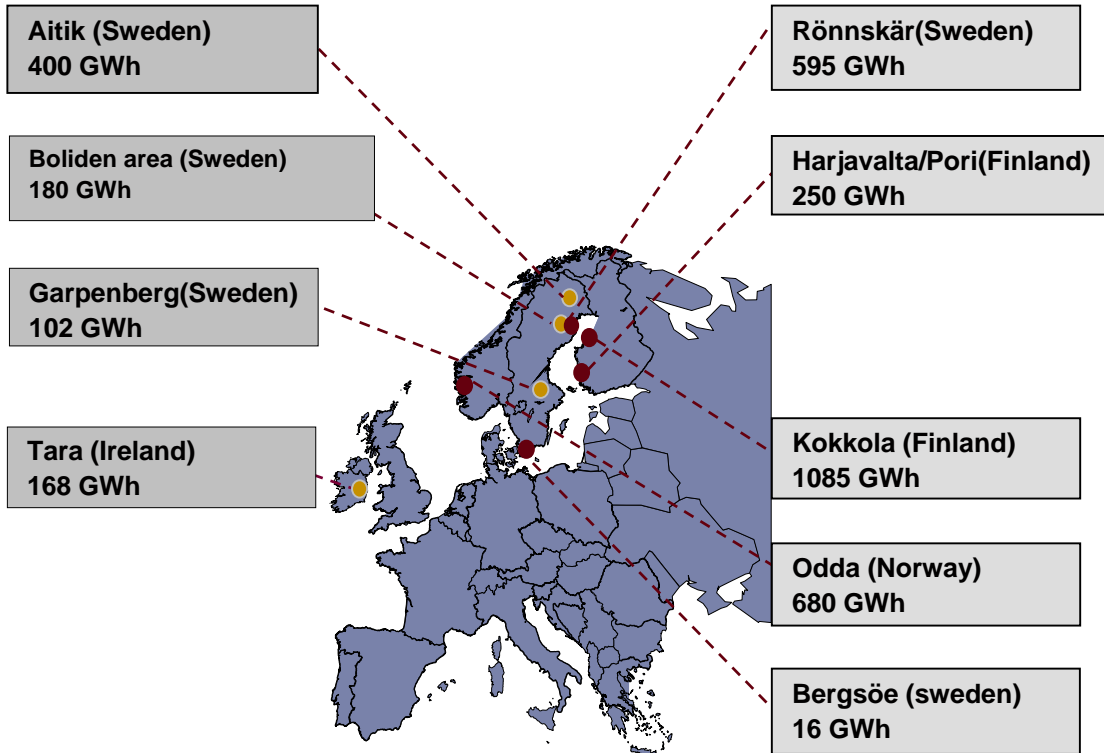 Aitik (Sweden)
400 GWh
Boliden area (Sweden)
180 GWh
Garpenberg(Sweden)
102 GWh
Tara (Ireland)
168 GWh
Rönnskär(Sweden)
595 GWh
Harjavalta/Pori(Finland)
250 GWh
Kokkola (Finland)
1085 GWh
Odda (Norway)
680 GWh
Bergsöe (sweden)
16 GWh